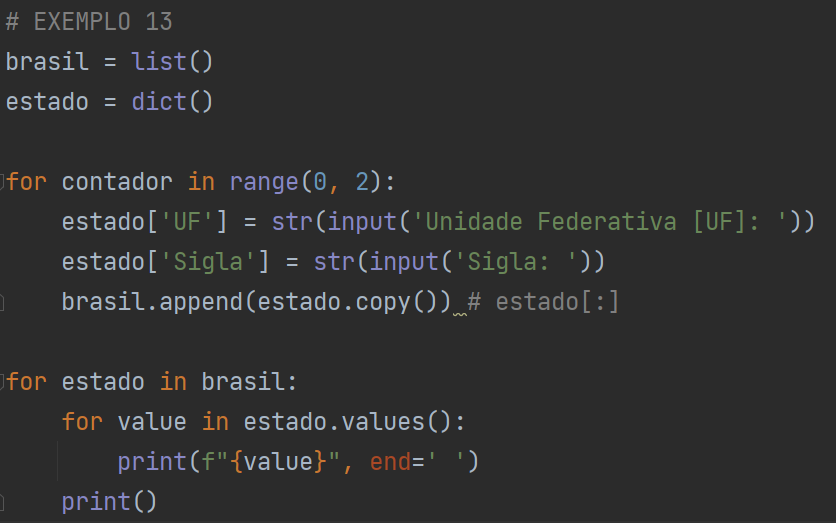 # EXEMPLO 13
brasil = list()
estado = dict()

for contador in range(0, 2):
    estado['UF'] = str(input('Unidade Federativa [UF]: '))
    estado['Sigla'] = str(input('Sigla: '))
    brasil.append(estado.copy()) # estado[:]

for estado in brasil:
    for value in estado.values():
        print(f"{value}", end=' ')
    print()